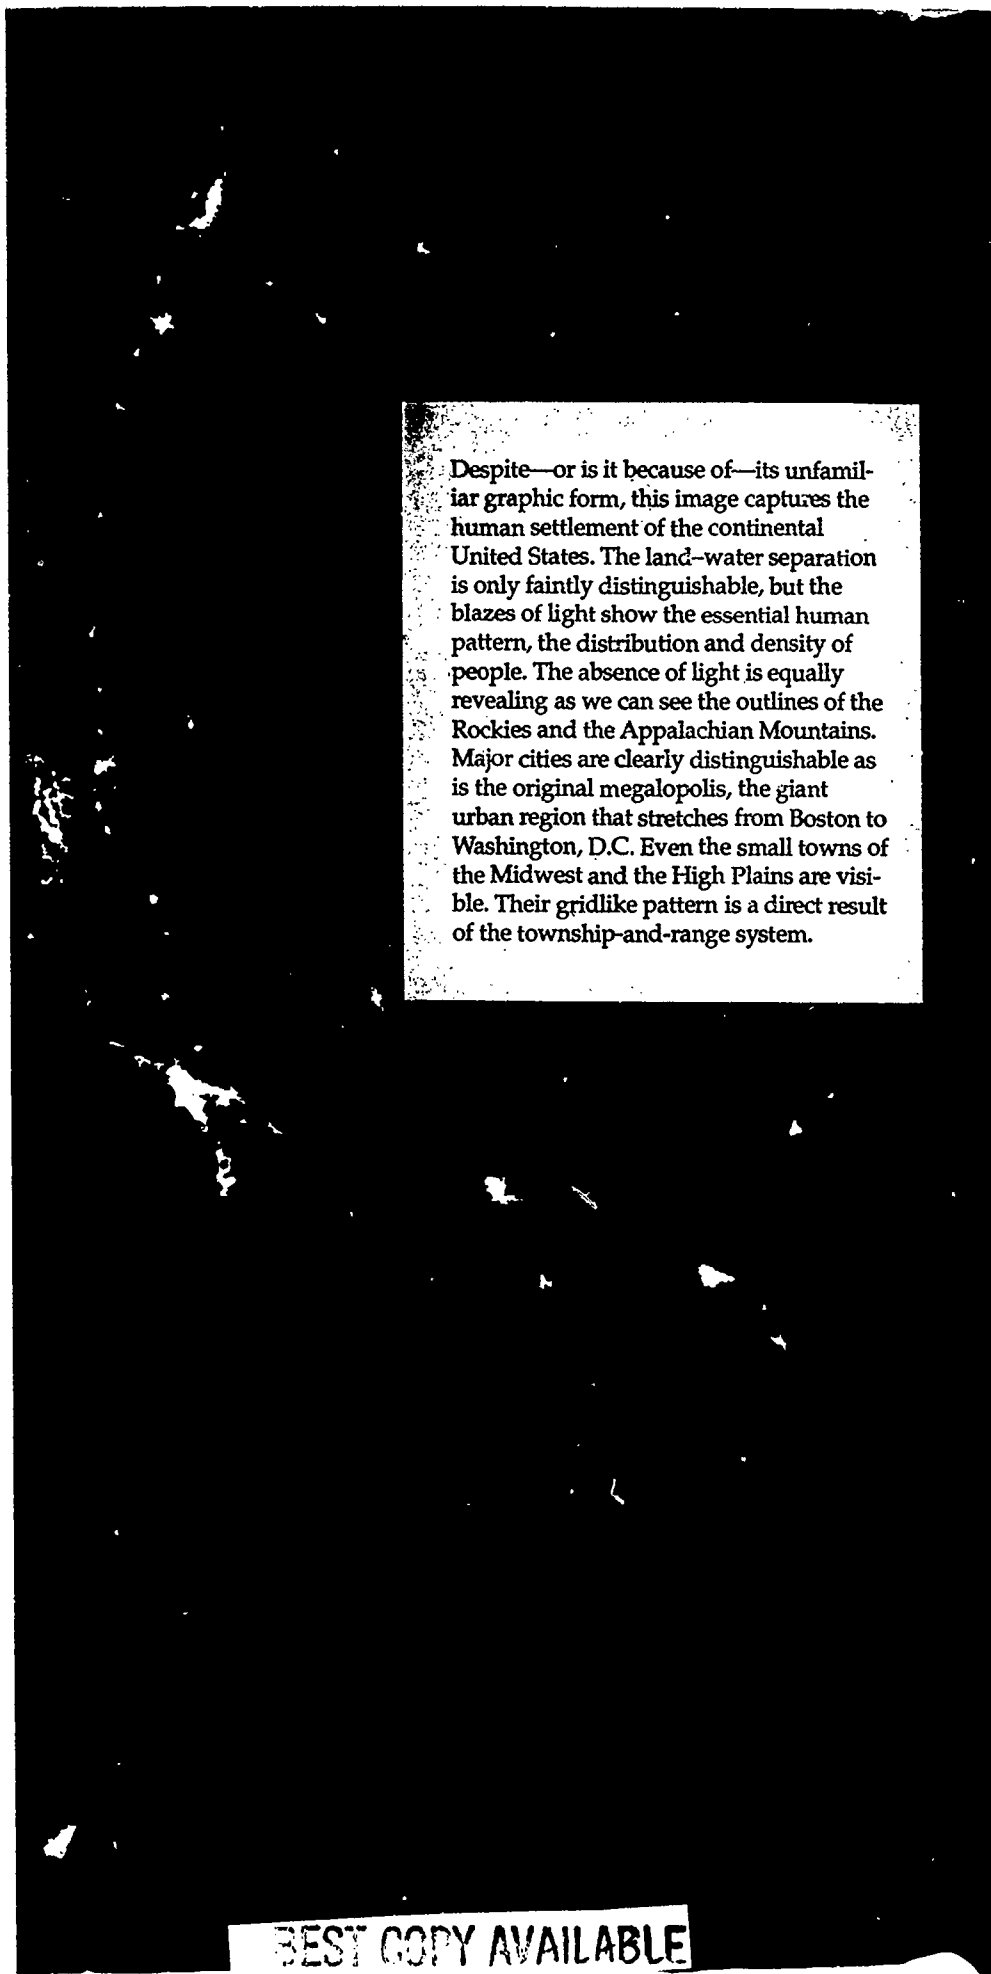 Despite—or is it because of—its unfamil-
iar graphic form, this image captures the
human settlement of the continental
United States. The land–water separation
is only faintly distinguishable, but the
blazes of light show the essential human
pattern, the distribution and density of
people. The absence of light is equally
revealing as we can see the outlines of the
Rockies and the Appalachian Mountains.
Major cities are clearly distinguishable as
is the original megalopolis, the giant
urban region that stretches from Boston to
Washington, D.C. Even the small towns of
the Midwest and the High Plains are visi-
ble. Their gridlike pattern is a direct result
of the township-and-range system.
BEST COPY AVAILABLE